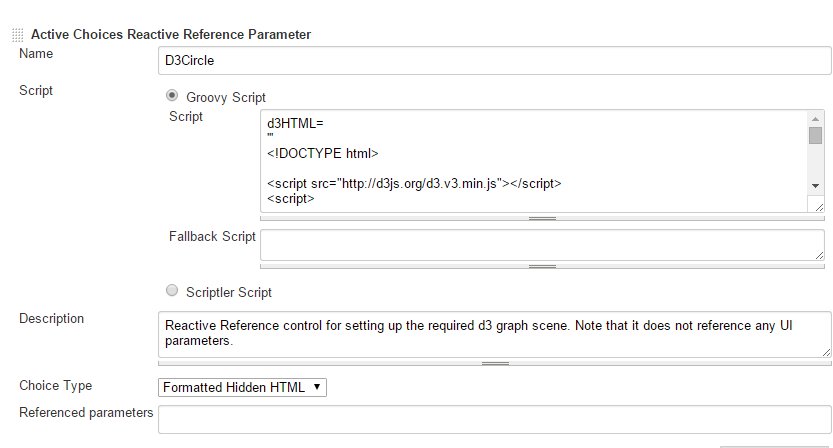 Active Choices Reactive Reference Parameter
Name
D3Circle
Script
Groovy Script
Script
d3HTML=
'''
<!DOCTYPE html>
<script src="http://d3js.org/d3.v3.min.js"></script>
<script>
Fallback Script
Scriptler Script
Description
Reactive Reference control for setting up the required d3 graph scene. Note that it does not reference any UI
parameters.
Choice Type
Formatted Hidden HTML
Referenced parameters